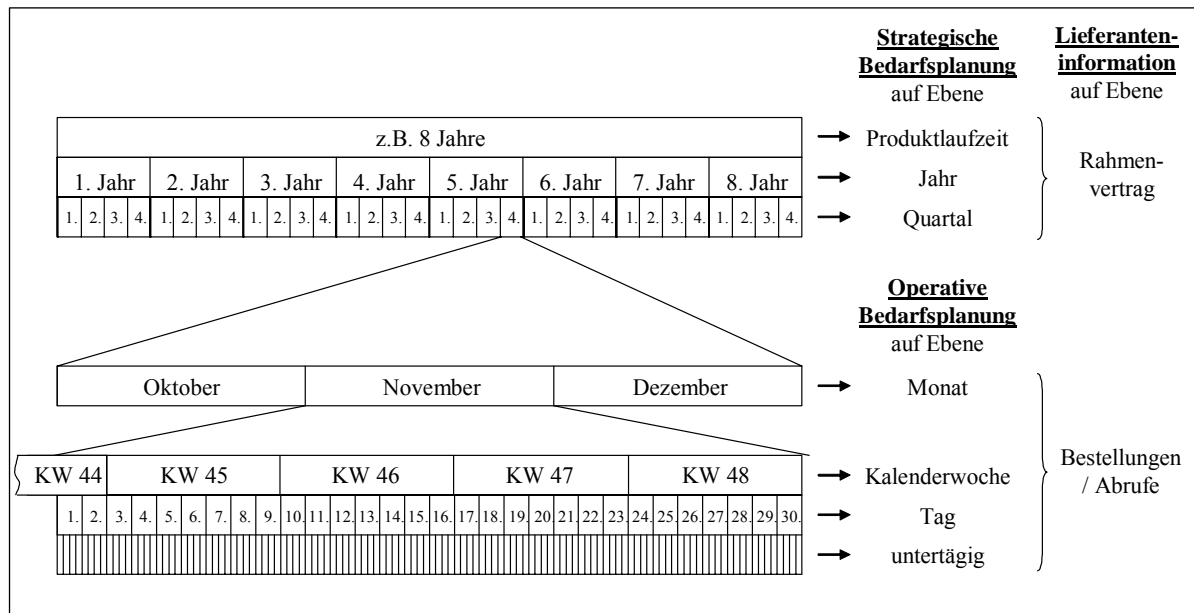 Strategische Bedarfsplanung auf Ebene
Lieferanten-information auf Ebene
z.B. 8 Jahre
Produktlaufzeit
1. Jahr 2. Jahr 3. Jahr 4. Jahr 5. Jahr 6. Jahr 7. Jahr 8. Jahr
Jahr
Rahmen-vertrag
1. 2. 3. 4. 1. 2. 3. 4. 1. 2. 3. 4. 1. 2. 3. 4. 1. 2. 3. 4. 1. 2. 3. 4. 1. 2. 3. 4. 1. 2. 3. 4.
Quartal
Operative
Bedarfsplanung
auf Ebene
Oktober November Dezember
Monat
KW 44 KW 45 KW 46 KW 47 KW 48
Kalenderwoche
Bestellungen
/ Abrufe
1. 2. 3. 4. 5. 6. 7. 8. 9. 10. 11. 12. 13. 14. 15. 16. 17. 18. 19. 20 21. 22. 23. 24. 25. 26. 27. 28. 29. 30.
Tag
untertägig